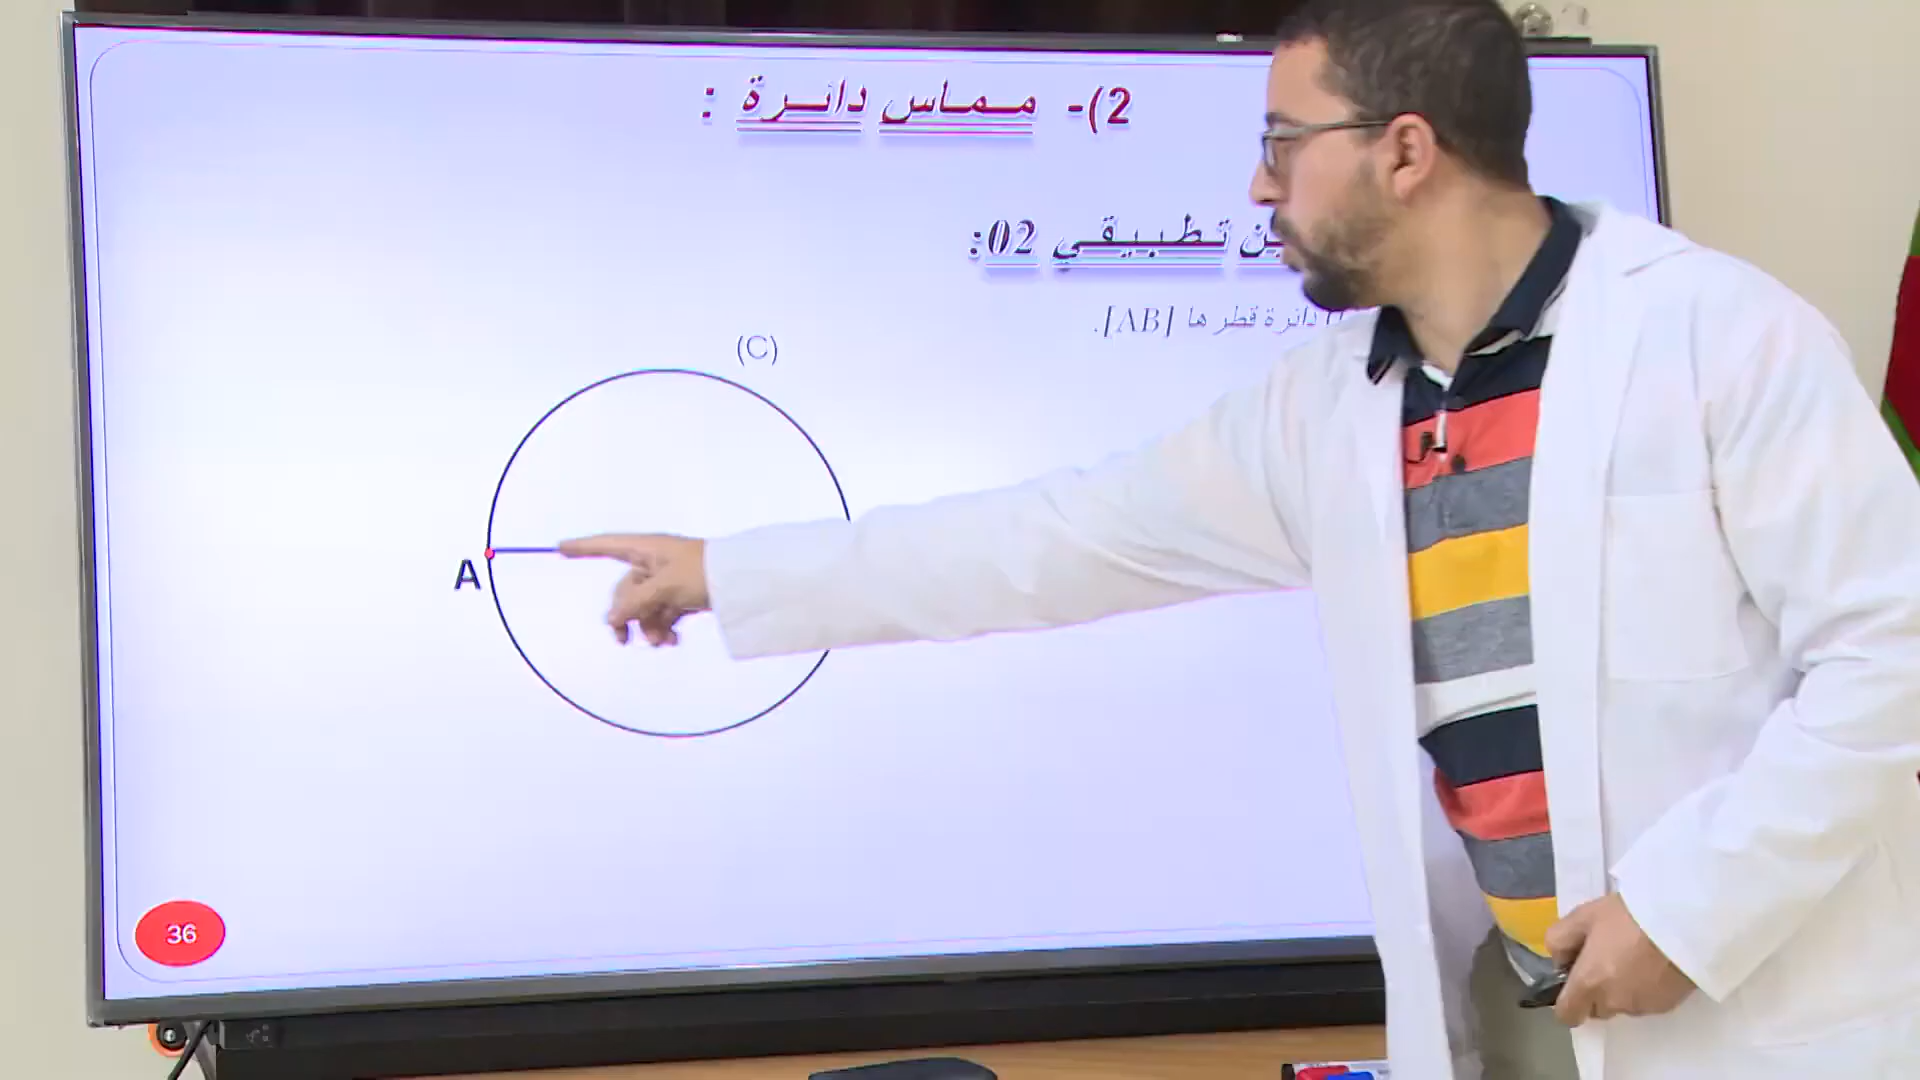 2)- مماس دائرة :
تطبيقي 02:
دائرة قطرها [AB].
(C)
A
36